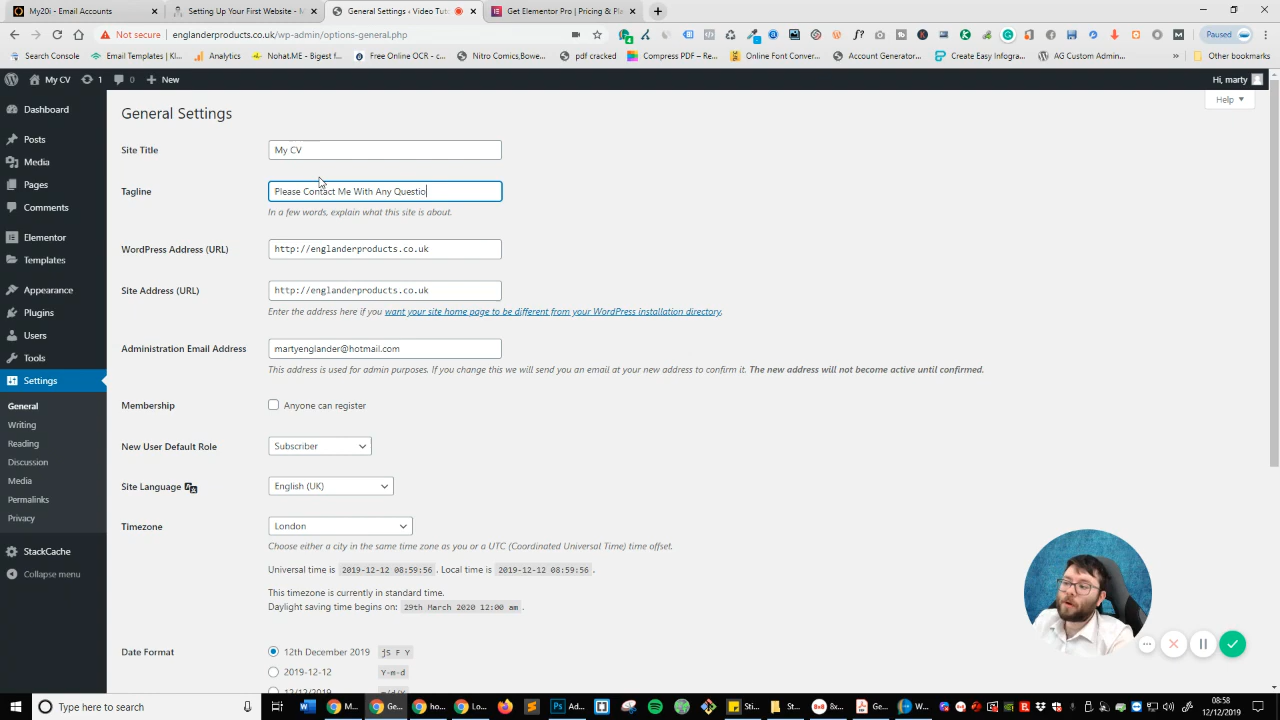 My20i - Email Accounts
Setting Up Your First Website - M
General Settings ‹ Video Tuto
Get Elementor Pro | Pricing & Ple
Not secure
englanderproducts.co.uk/wp-admin/options-general.php
Paused
Search Console
Email Templates | Kl...
Analytics
Nohat.ME - Biggest...
Free Online OCR - c...
Nitro Comics,Bowe...
pdf cracked
Compress PDF – Re...
Online Font Conver...
Account Generator...
Create Easy Infogra...
AG Custom Admin...
»
Other bookmarks
My CV
1
0
New
Hi, marty
Help
Dashboard
Posts
Media
Pages
Comments
Elementor
Templates
Appearance
Plugins
Users
Tools
Settings
General
Writing
Reading
Discussion
Media
Permalinks
Privacy
StackCache
Collapse menu
General Settings
Site Title
My CV
Tagline
Please Contact Me With Any Questio
In a few words, explain what this site is about.
WordPress Address (URL)
http://englanderproducts.co.uk
Site Address (URL)
http://englanderproducts.co.uk
Enter the address here if you want your site home page to be different from your WordPress installation directory.
Administration Email Address
martyenglander@hotmail.com
This address is used for admin purposes. If you change this we will send you an email at your new address to confirm it. The new address will not become active until confirmed.
Membership
Anyone can register
New User Default Role
Subscriber
Site Language
English (UK)
Timezone
London
Choose either a city in the same time zone as you or a UTC (Coordinated Universal Time) time offset.
Universal time is 2019-12-12 08:59:56 . Local time is 2019-12-12 08:59:56 .
This timezone is currently in standard time.
Daylight saving time begins on: 29th March 2020 12:00 am .
Date Format
12th December 2019 jS F Y
2019-12-12 Y-m-d
12/12/2019 m/d/Y
Type here to search
M...
Ge...
ho...
Lo...
Ad...
Sti...
St...
8x8 &...
Ge...
W...
08:58
12/12/2019